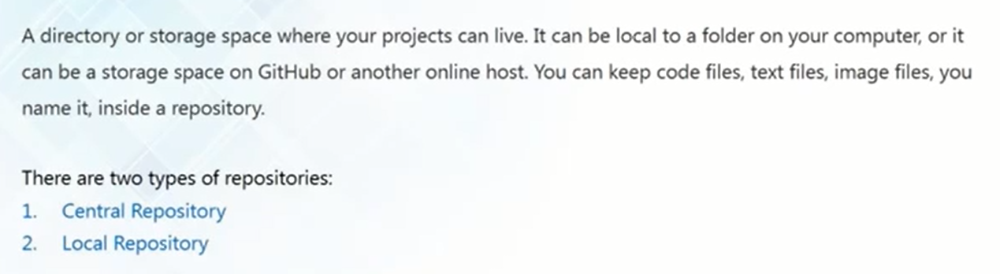 A directory or storage space where your projects can live. It can be local to a folder on your computer, or it
can be a storage space on GitHub or another online host. You can keep code files, text files, image files, you
name it, inside a repository.
There are two types of repositories:
1. Central Repository
2. Local Repository